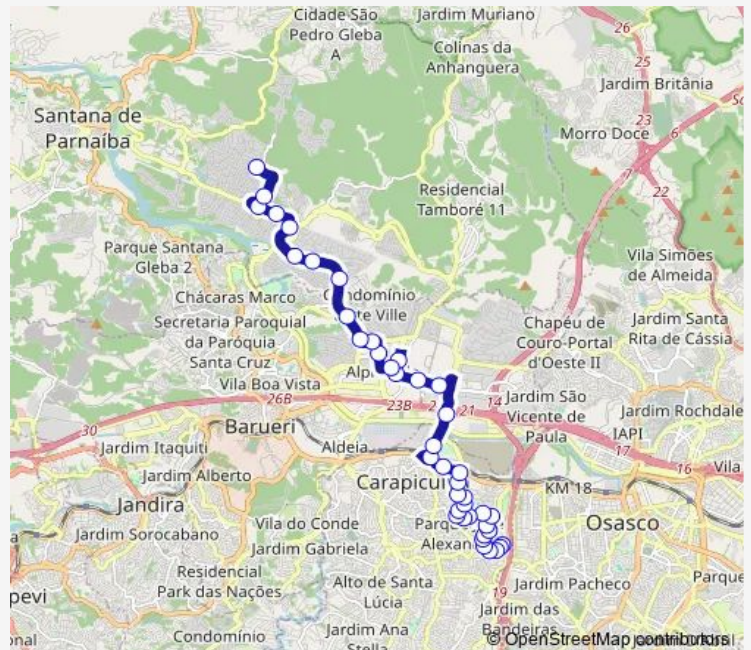 Cidade São
Pedro Gleba
A
Jardim Muriano
Colinas da
Anhanguera
26
25
Jardim Britânia
Santana de
Parnaíba
23
6
Morro Doce
7
22
Residencial
Tamboré 11
Parque Santana
Gleba 2
Vila Simões
de Almeida
Chácaras Marco
Secretaria Paroquial
da Paróquia
Santa Cruz
Chapéu de
Couro-Portal
d'Oeste II
Jardim Santa
Rita de Cássia
Vila Boa Vista
26B
23B
21
14
Jardim São
Vicente de
Paula
Jardim Rochdale
IAPI
30
Barueri
17
Jardim Itaquiti
Aldeia
16
Vila
Jardim Alberto
KM 18
Jandira
Vila do Conde
Osasco
Jardim Sorocabano
Jardim Gabriela
Residencial
Park das Nações
Alto de Santa
Lúcia
19
Jardim Pacheco
Parque
Jardim das
Bandeiras
Condomínio
Jardim Ana
© OpenStreetMap contributors